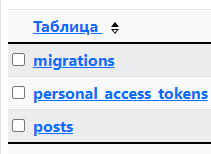 Таблица
migrations
personal_access_tokens
posts